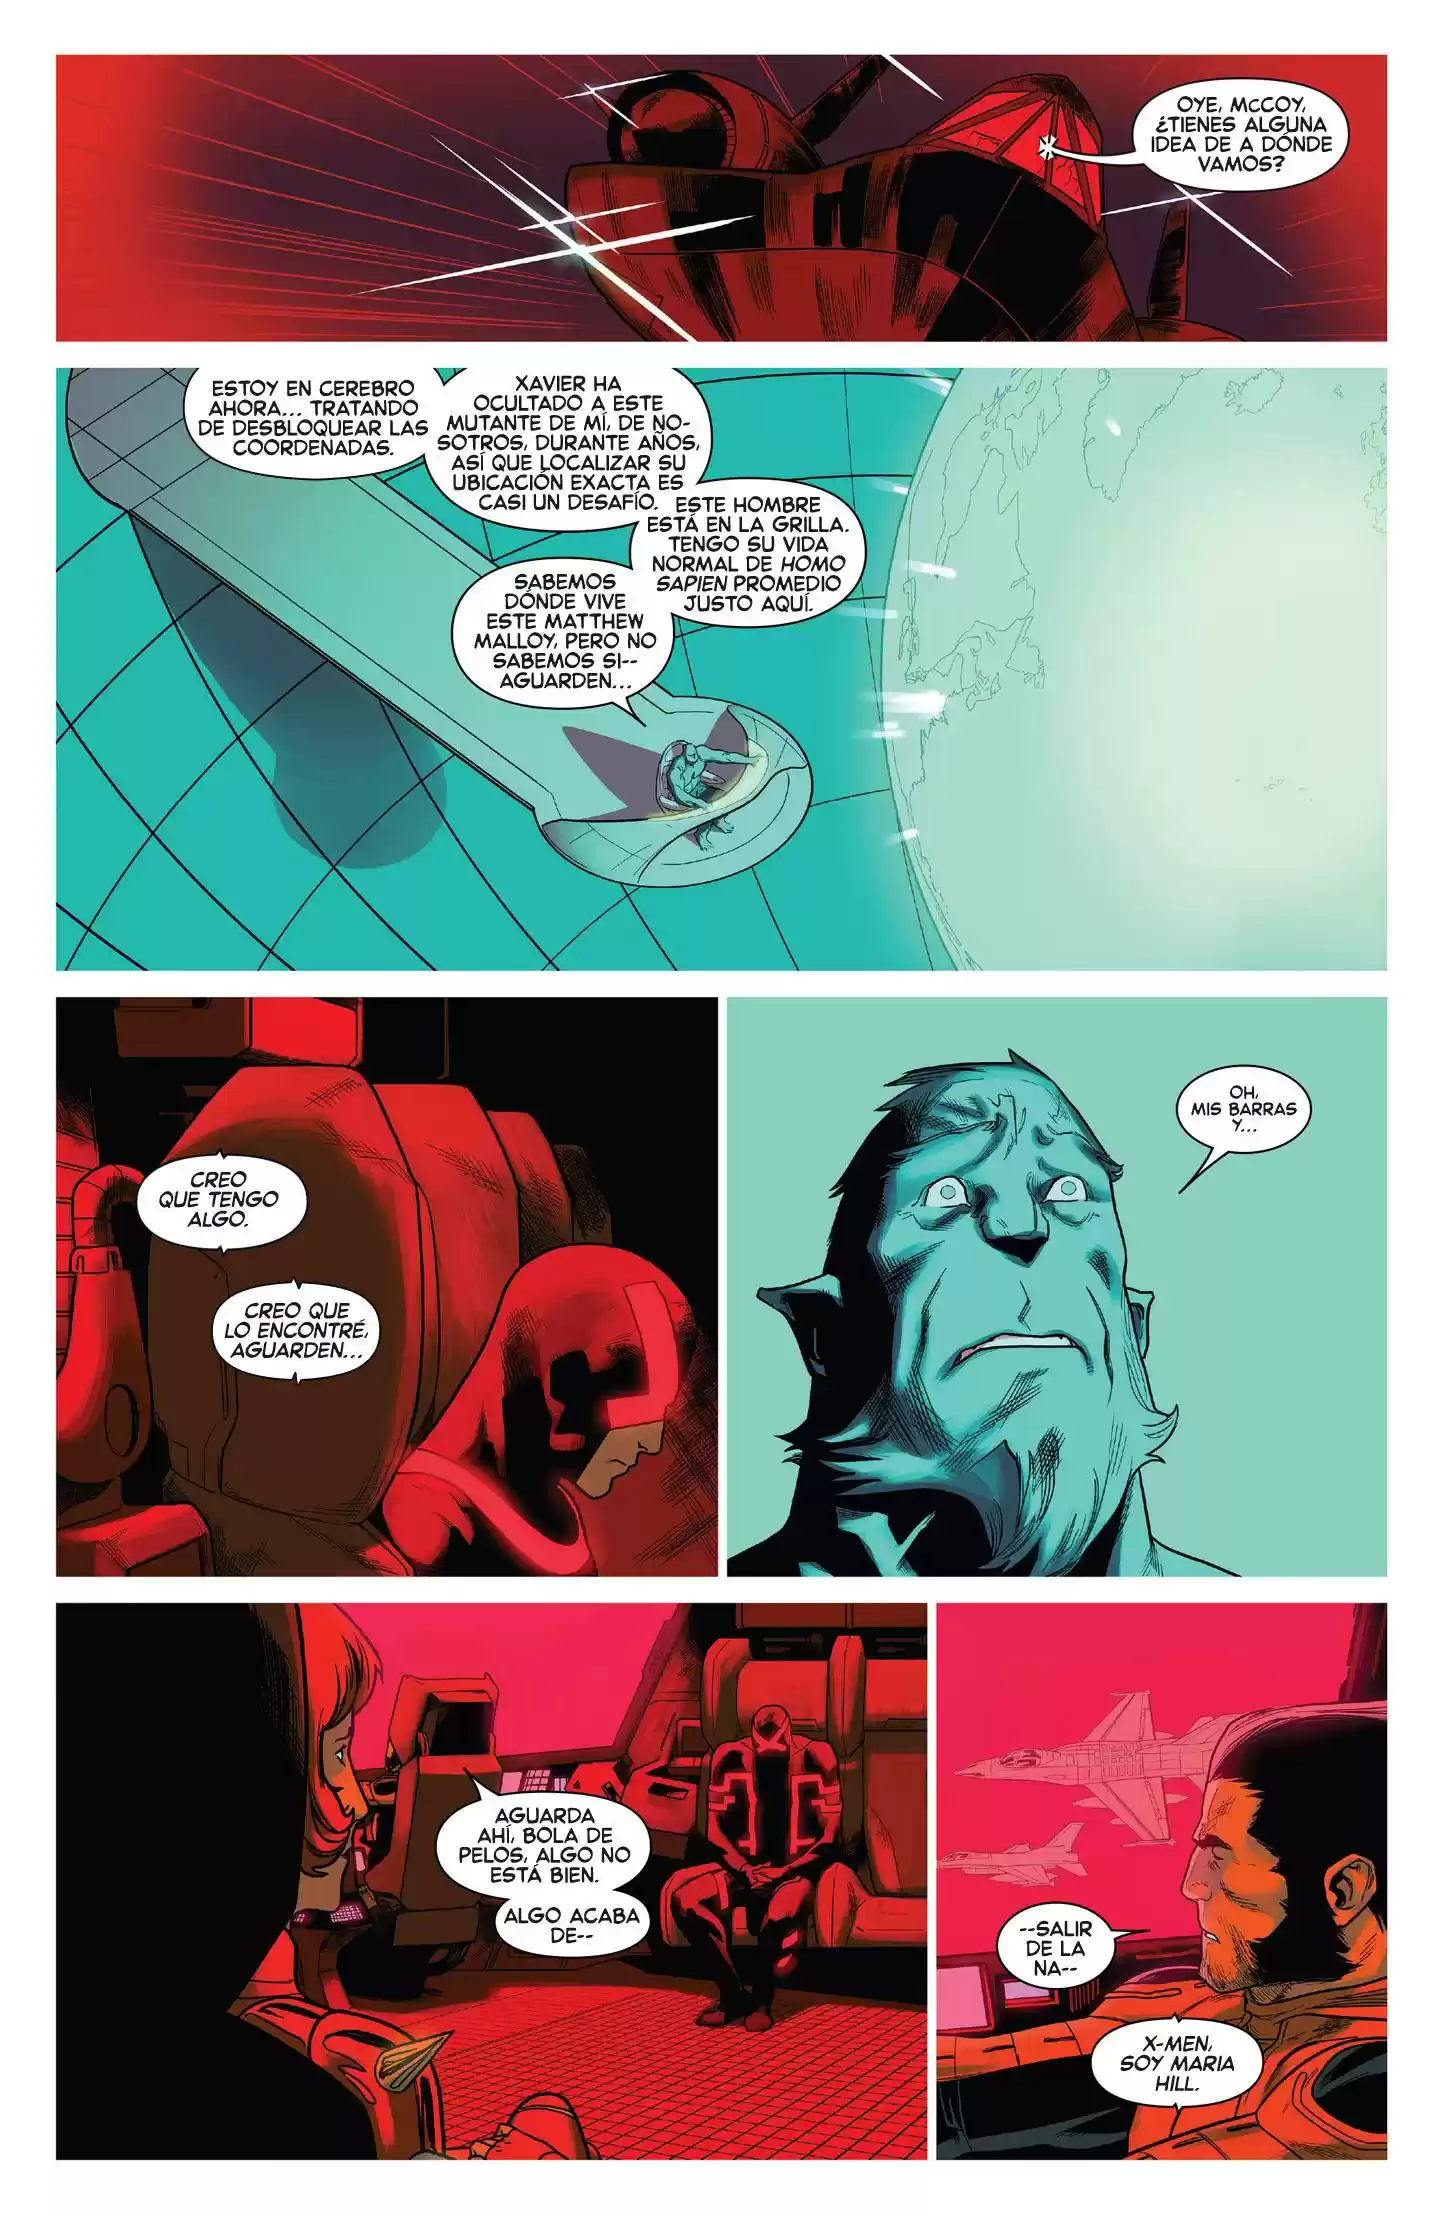 OYE, McCOY,
¿TIENES ALGUNA
IDEA DE A DÓNDE
VAMOS?
ESTOY EN CEREBRO
AHORA... TRATANDO
DE DESBLOQUEAR LAS
COORDENADAS.
XAVIER HA
OCULTADO A ESTE
MUTANTE DE MÍ, DE NO-
SOTROS, DURANTE AÑOS,
ASÍ QUE LOCALIZAR SU
UBICACIÓN EXACTA ES
CASI UN DESAFÍO.
ESTE HOMBRE
ESTÁ EN LA GRILLA.
TENGO SU VIDA
NORMAL DE HOMO
SAPIEN PROMEDIO
JUSTO AQUÍ.
SABEMOS
DÓNDE VIVE
ESTE MATTHEW
MALLOY, PERO NO
SABEMOS SI--
AGUARDEN...
CREO
QUE TENGO
ALGO.
CREO QUE
LO ENCONTRÉ,
AGUARDEN...
OH,
MIS BARRAS
Y...
AGUARDA
AHÍ, BOLA DE
PELOS, ALGO NO
ESTÁ BIEN.
ALGO ACABA
DE--
--SALIR
DE LA
NA--
X-MEN,
SOY MARIA
HILL.